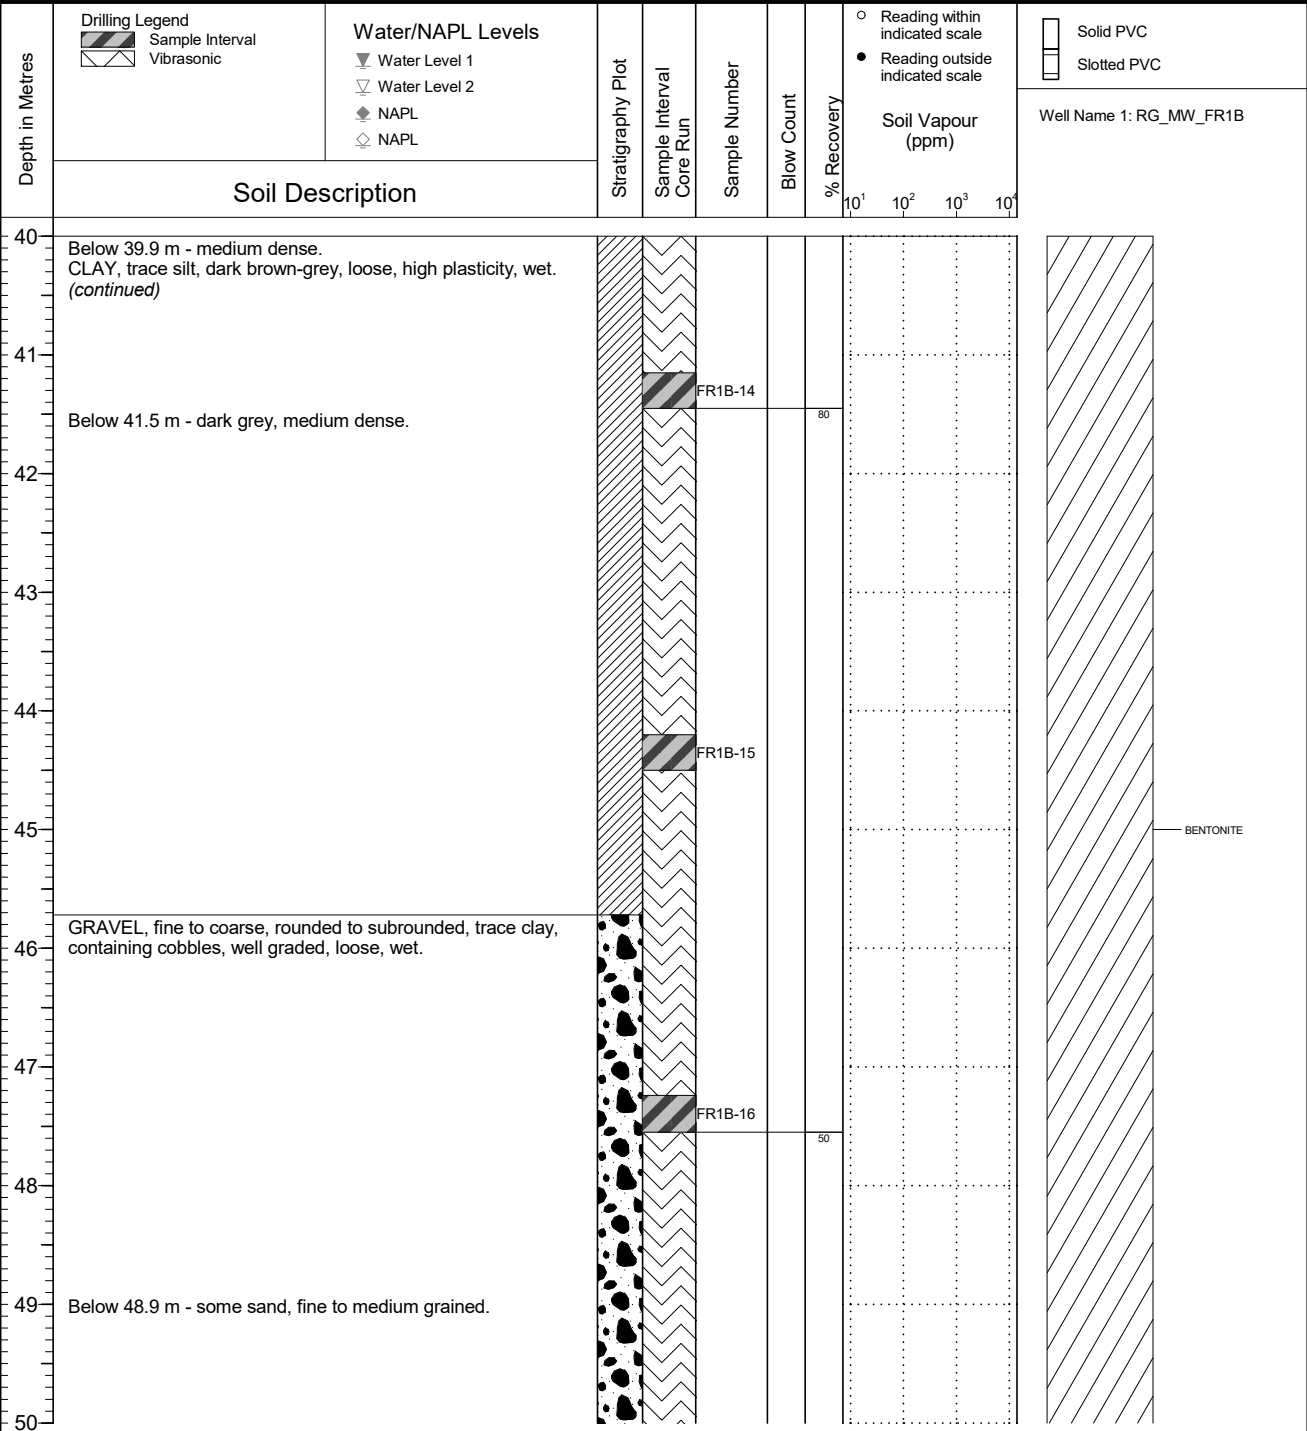 Drilling Legend
Sample Interval
Vibrasonic
Water/NAPL Levels
Water Level 1
Water Level 2
NAPL
NAPL
Depth in Metres
Soil Description
Stratigraphy Plot
Sample Interval
Core Run
Sample Number
Blow Count
% Recovery
Reading within
indicated scale
Reading outside
indicated scale
Soil Vapour
(ppm)
10¹ 10² 10³ 10⁴
Solid PVC
Slotted PVC
Well Name 1: RG_MW_FR1B
40
Below 39.9 m - medium dense.
CLAY, trace silt, dark brown-grey, loose, high plasticity, wet.
(continued)
41
FR1B-14
80
Below 41.5 m - dark grey, medium dense.
42
43
44
FR1B-15
45
BENTONITE
GRAVEL, fine to coarse, rounded to subrounded, trace clay,
containing cobbles, well graded, loose, wet.
46
47
FR1B-16
50
48
49
Below 48.9 m - some sand, fine to medium grained.
50